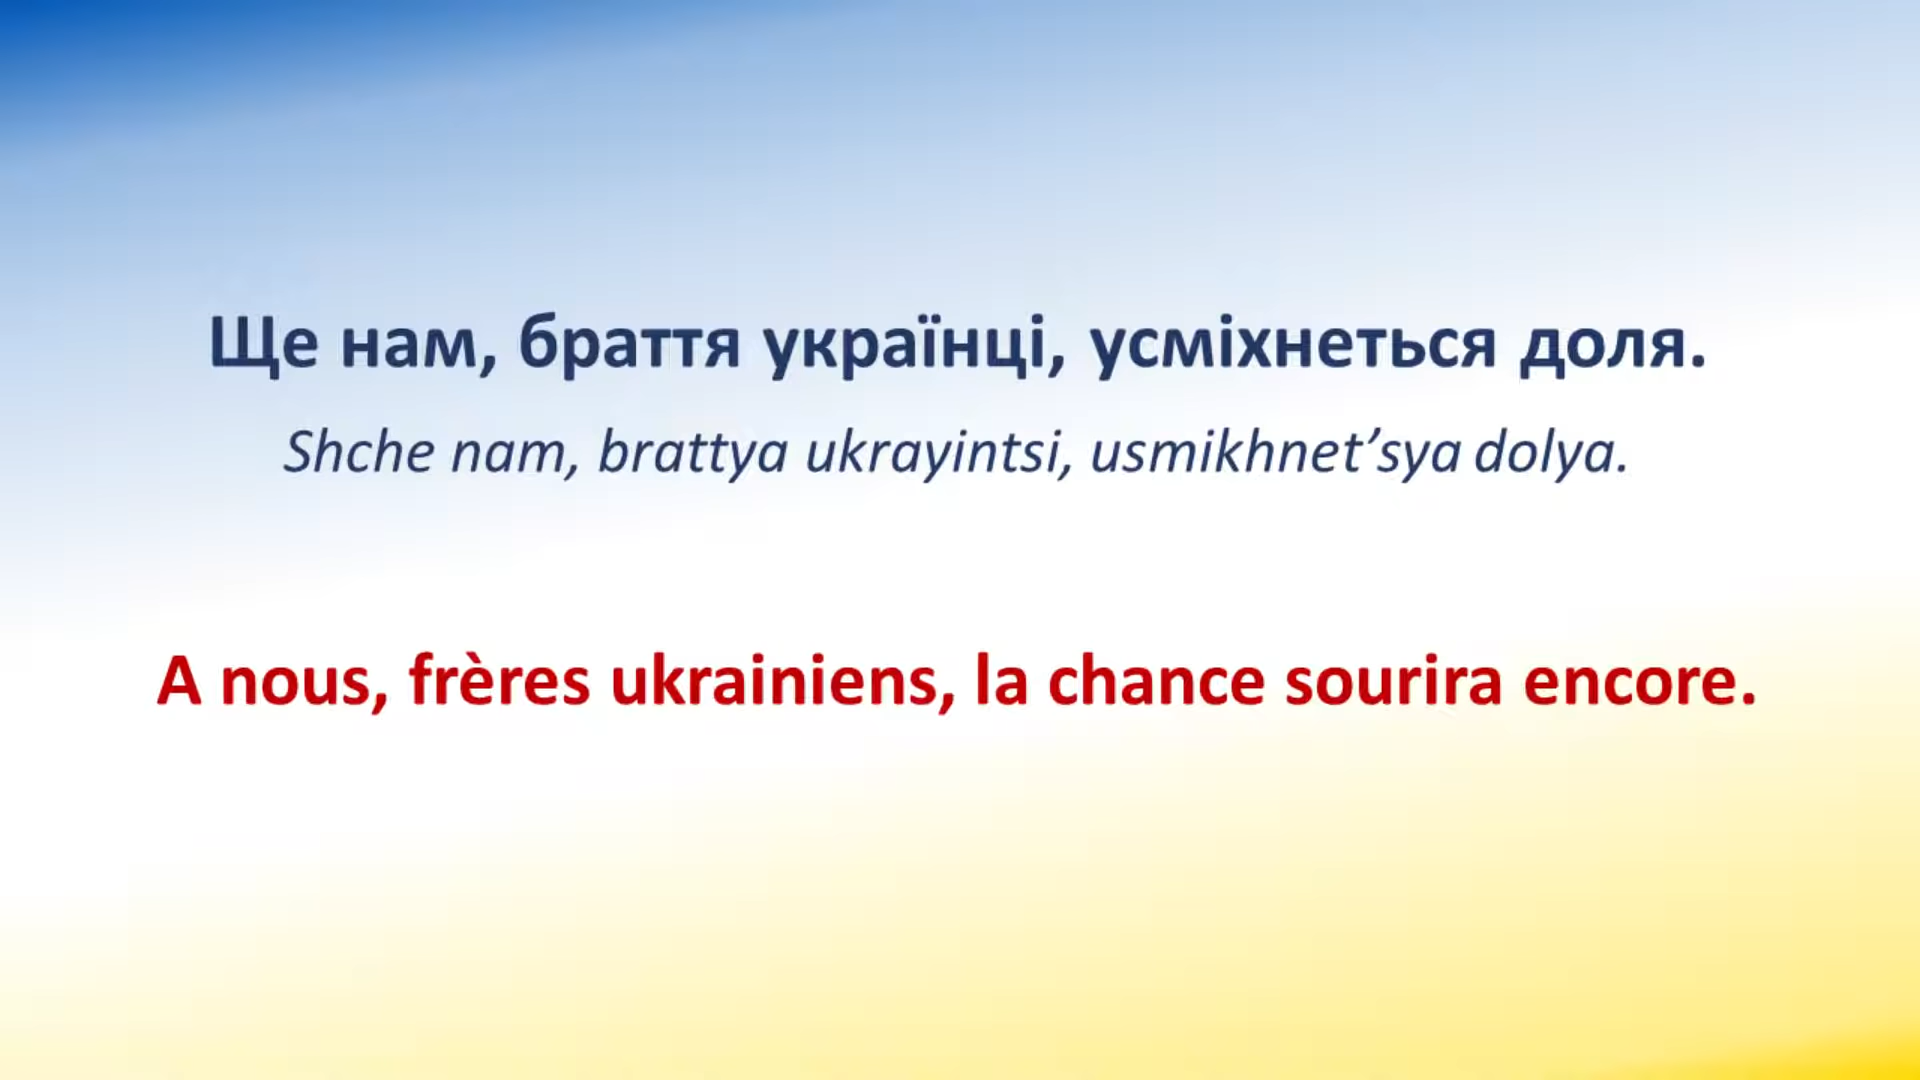 Ще нам, браття українці, усміхнеться доля.
Shche nam, brattya ukrayintsi, usmikhnet’sya dolya.
A nous, frères ukrainiens, la chance sourira encore.